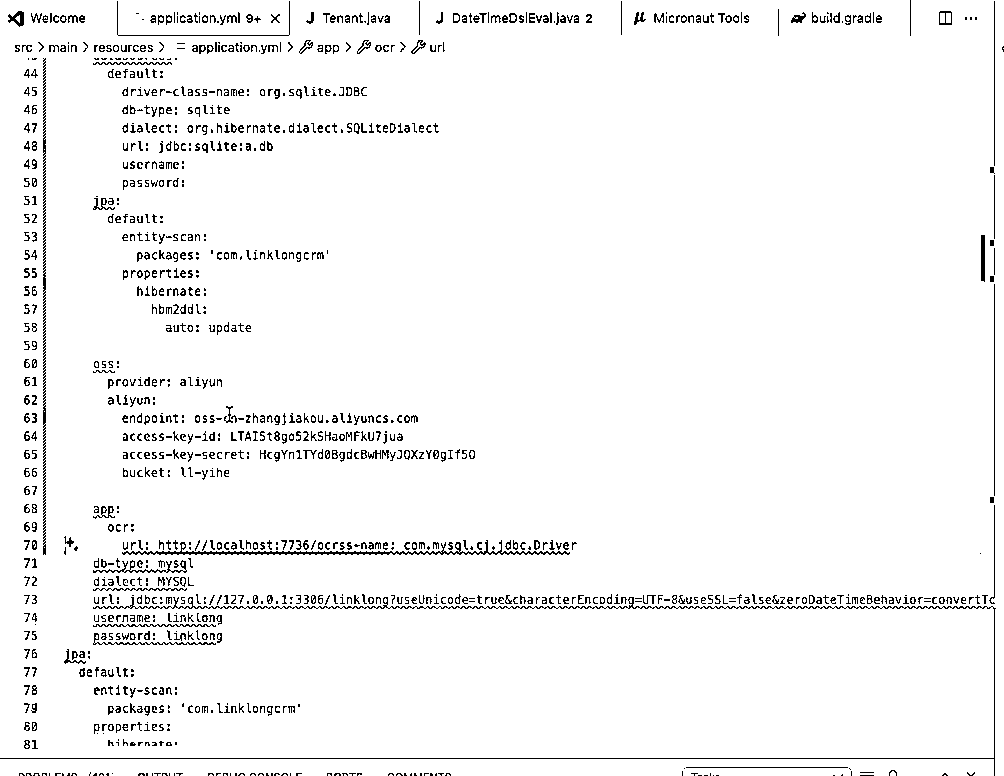 Welcome
application.yml 9+
Tenant.java
DateTimeDslEval.java 2
Micronaut Tools
build.gradle
src > main > resources > application.yml > app > ocr > url
44 default:
45 driver-class-name: org.sqlite.JDBC
46 db-type: sqlite
47 dialect: org.hibernate.dialect.SQLiteDialect
48 url: jdbc:sqlite:a.db
49 username:
50 password:
51 jpa:
52 default:
53 entity-scan:
54 packages: 'com.linklongcrm'
55 properties:
56 hibernate:
57 hbm2ddl:
58 auto: update
59
60 oss:
61 provider: aliyun
62 aliyun:
63 endpoint: oss-cn-zhangjiakou.aliyuncs.com
64 access-key-id: LTAISt8go52kSHaoMFkU7jua
65 access-key-secret: HcgYn1TYd0BgdcBwHMyJQXzY0gIf5O
66 bucket: ll-yihe
67
68 app:
69 ocr:
70 url: http://localhost:7736/ocrss-name: com.mysql.cj.jdbc.Driver
71 db-type: mysql
72 dialect: MYSQL
73 url: jdbc:mysql://127.0.0.1:3306/linklong?useUnicode=true&characterEncoding=UTF-8&useSSL=false&zeroDateTimeBehavior=convertTo
74 username: linklong
75 password: linklong
76 jpa:
77 default:
78 entity-scan:
79 packages: 'com.linklongcrm'
80 properties:
81 hibernate: